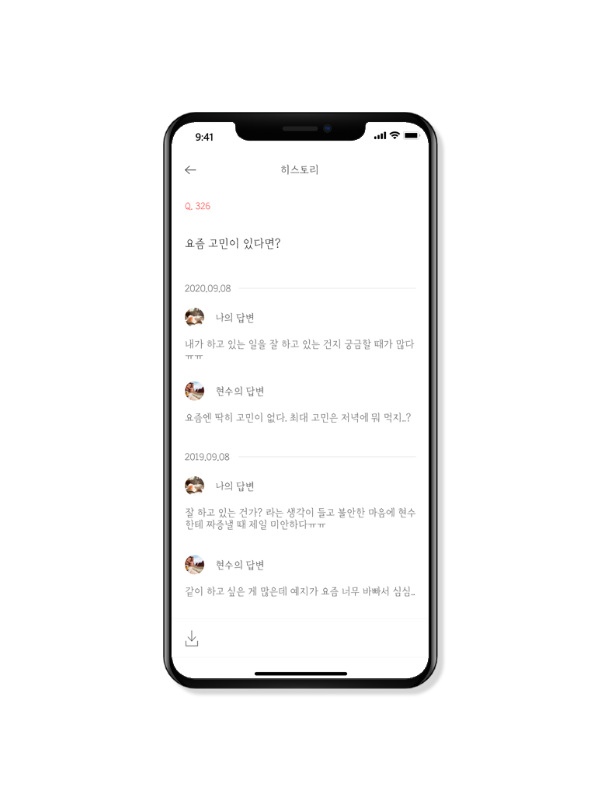 9:41
히스토리
Q. 326
요즘 고민이 있다면?
2020.09.08
나의 답변
내가 하고 있는 일을 잘 하고 있는 건지 궁금할 때가 많다
ㅠㅠ
현수의 답변
요즘엔 딱히 고민이 없다. 최대 고민은 저녁에 뭐 먹지..?
2019.09.08
나의 답변
잘 하고 있는 건가? 라는 생각이 들고 불안한 마음에 현수
한테 짜증낼 때 제일 미안하다ㅠㅠ
현수의 답변
같이 하고 싶은 게 많은데 예지가 요즘 너무 바빠서 심심..